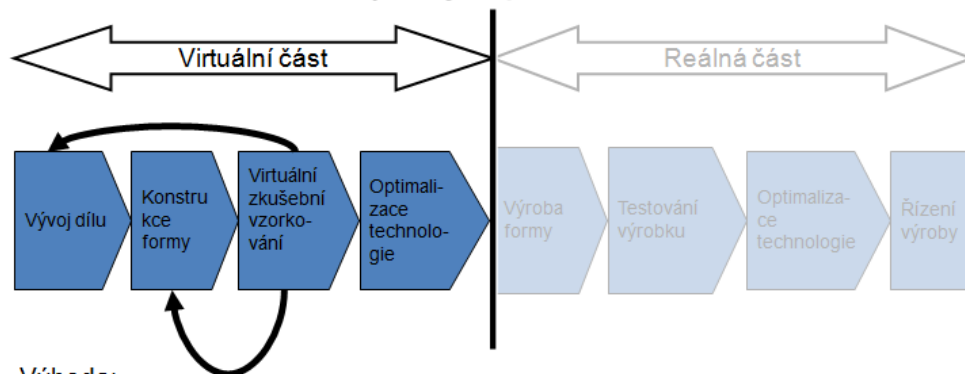 Virtuální část
Reálná část
Vývoj dílu
Konstru
kce
formy
Virtuální
zkušební
vzorko-
vání
Optimali-
zace
technolo-
gie
Výroba
formy
Testování
výrobku
Optimaliza-
ce
technologie
Řízení
výroby